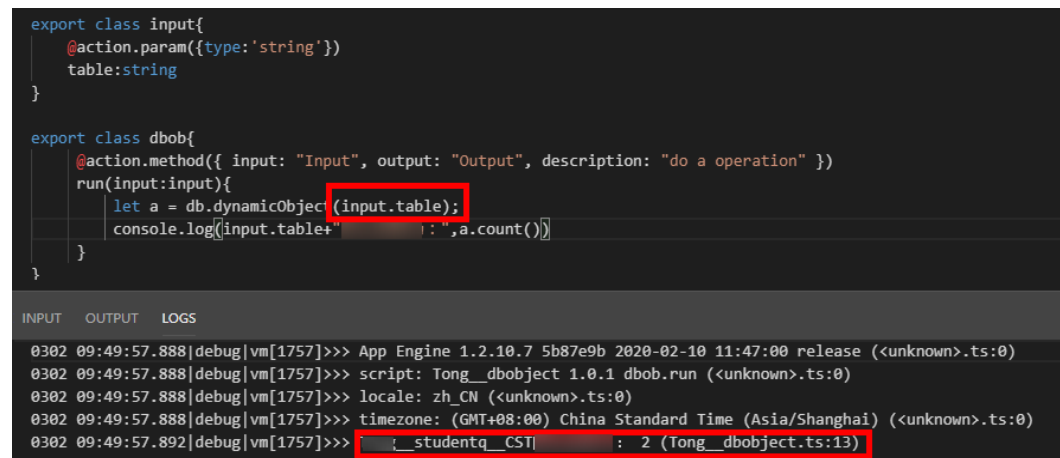 export class input{
@action.param({type:'string'})
table:string
}
export class dbob{
@action.method({ input: "Input", output: "Output", description: "do a operation" })
run(input:input){
let a = db.dynamicObject(input.table);
console.log(input.table+" : ",a.count())
}
}
INPUT OUTPUT LOGS
0302 09:49:57.888|debug|vm[1757]>>> App Engine 1.2.10.7 5b87e9b 2020-02-10 11:47:00 release (<unknown>.ts:0)
0302 09:49:57.888|debug|vm[1757]>>> script: Tong__dbobject 1.0.1 dbob.run (<unknown>.ts:0)
0302 09:49:57.888|debug|vm[1757]>>> locale: zh_CN (<unknown>.ts:0)
0302 09:49:57.888|debug|vm[1757]>>> timezone: (GMT+08:00) China Standard Time (Asia/Shanghai) (<unknown>.ts:0)
0302 09:49:57.892|debug|vm[1757]>>> __studentq__CST : 2 (Tong__dbobject.ts:13)